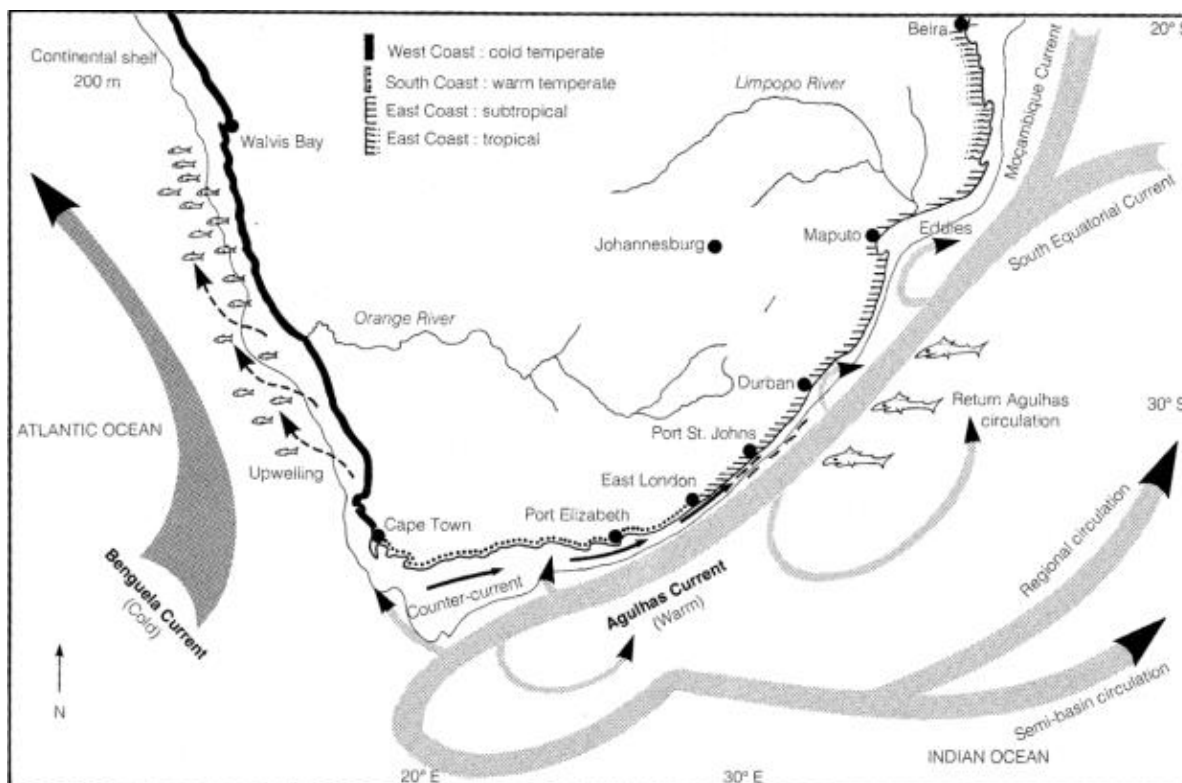 Continental shelf
200 m
West Coast : cold temperate
South Coast : warm temperate
East Coast : subtropical
East Coast : tropical
Beira
20° S
Limpopo River
Moçambique Current
Walvis Bay
South Equatorial Current
Johannesburg
Maputo
Eddies
Orange River
Durban
Return Agulhas
circulation
30° S
ATLANTIC OCEAN
Port St. Johns
Upwelling
East London
Cape Town
Port Elizabeth
Counter-current
Agulhas Current
(Warm)
Regional circulation
Benguela Current
(Cold)
Semi-basin circulation
N
INDIAN OCEAN
20° E
30° E